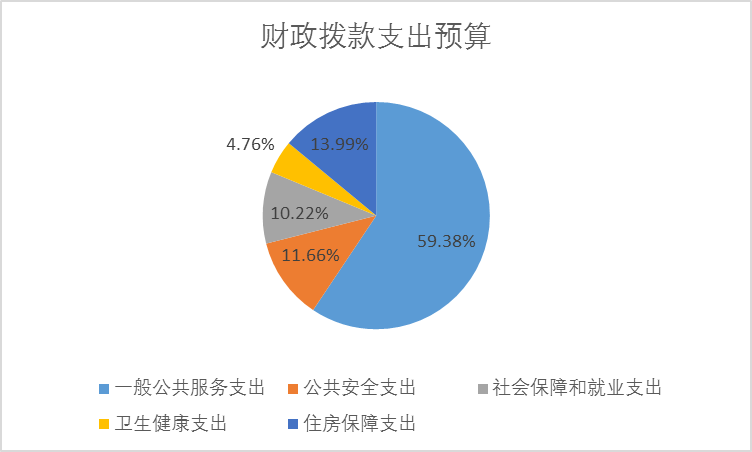 财政拨款支出预算
4.76%
13.99%
10.22%
59.38%
11.66%
一般公共服务支出
公共安全支出
社会保障和就业支出
卫生健康支出
住房保障支出